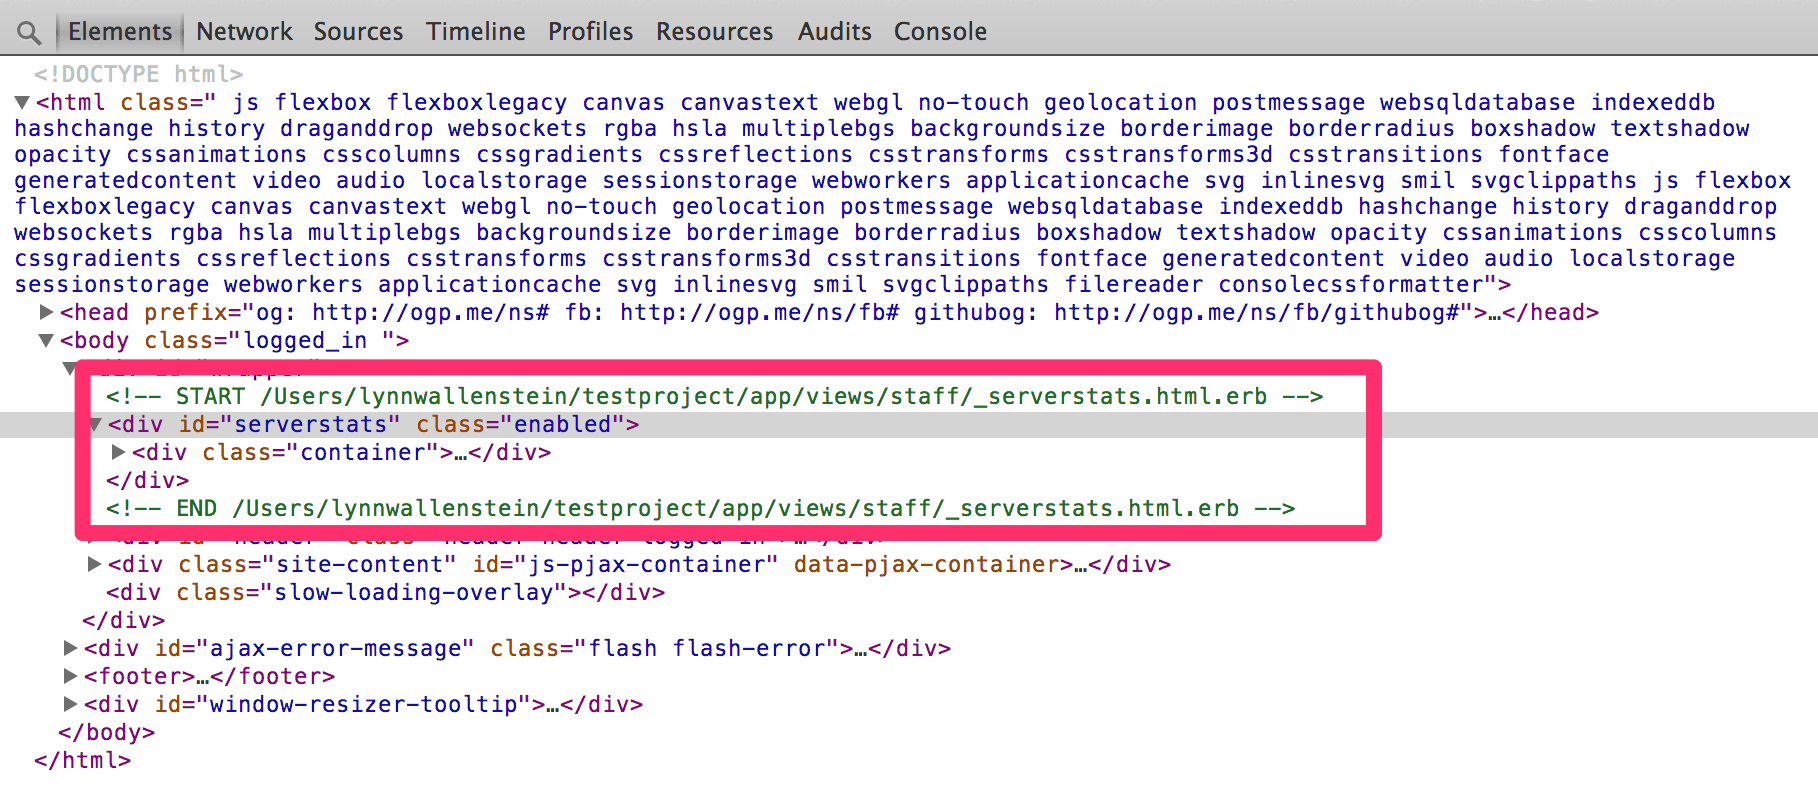 Elements Network Sources Timeline Profiles Resources Audits Console
<!DOCTYPE html>
▼<html class=" js flexbox flexboxlegacy canvas canvastext webgl no-touch geolocation postmessage websqldatabase indexeddb
hashchange history draganddrop websockets rgba hsla multiplebgs backgroundsize borderimage borderradius boxshadow textshadow
opacity cssanimations csscolumns cssgradients cssreflections csstransforms csstransforms3d csstransitions fontface
generatedcontent video audio localstorage sessionstorage webworkers applicationcache svg inlinesvg smil svgclippaths js flexbox
flexboxlegacy canvas canvastext webgl no-touch geolocation postmessage websqldatabase indexeddb hashchange history draganddrop
websockets rgba hsla multiplebgs backgroundsize borderimage borderradius boxshadow textshadow opacity cssanimations csscolumns
cssgradients cssreflections csstransforms csstransforms3d csstransitions fontface generatedcontent video audio localstorage
sessionstorage webworkers applicationcache svg inlinesvg smil svgclippaths filereader consolecssformatter">
▶<head prefix="og: http://ogp.me/ns# fb: http://ogp.me/ns/fb# githubog: http://ogp.me/ns/fb/githubog#">…</head>
▼<body class="logged_in ">
<!-- START /Users/lynnwallenstein/testproject/app/views/staff/_serverstats.html.erb -->
▼<div id="serverstats" class="enabled">
▶<div class="container">…</div>
</div>
<!-- END /Users/lynnwallenstein/testproject/app/views/staff/_serverstats.html.erb -->
▶<div class="site-content" id="js-pjax-container" data-pjax-container>…</div>
<div class="slow-loading-overlay"></div>
</div>
▶<div id="ajax-error-message" class="flash flash-error">…</div>
▶<footer>…</footer>
▶<div id="window-resizer-tooltip">…</div>
</body>
</html>